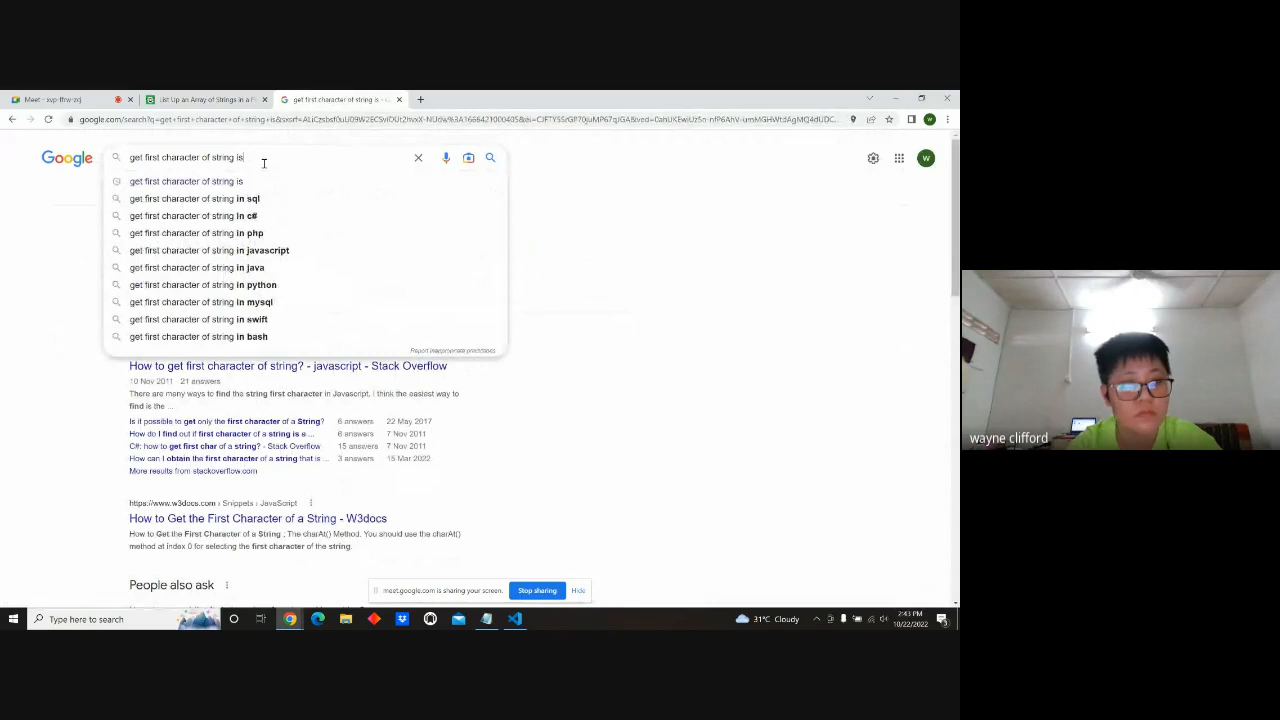 Meet - xvp-ffrw-zcj
List Up an Array of Strings in a P
get first character of string is - 
Google
get first character of string is
get first character of string is
get first character of string in sql
get first character of string in c#
get first character of string in php
get first character of string in javascript
get first character of string in java
get first character of string in python
get first character of string in mysql
get first character of string in swift
get first character of string in bash
Report inappropriate predictions
How to get first character of string? - javascript - Stack Overflow
10 Nov 2011 · 21 answers
There are many ways to find the string first character in Javascript. I think the easiest way to
find is the ...
Is it possible to get only the first character of a String? 6 answers 22 May 2017
How do I find out if first character of a string is a ... 6 answers 7 Nov 2011
C#: how to get first char of a string? - Stack Overflow 15 answers 7 Nov 2011
How can I obtain the first character of a string that is ... 3 answers 15 Mar 2022
More results from stackoverflow.com
https://www.w3docs.com › Snippets › JavaScript
How to Get the First Character of a String - W3docs
How to Get the First Character of a String ; The charAt() Method. You should use the charAt()
method at index 0 for selecting the first character of the string.
People also ask
meet.google.com is sharing your screen. Stop sharing Hide
Type here to search
31°C Cloudy
2:43 PM
10/22/2022
W
W
wayne clifford